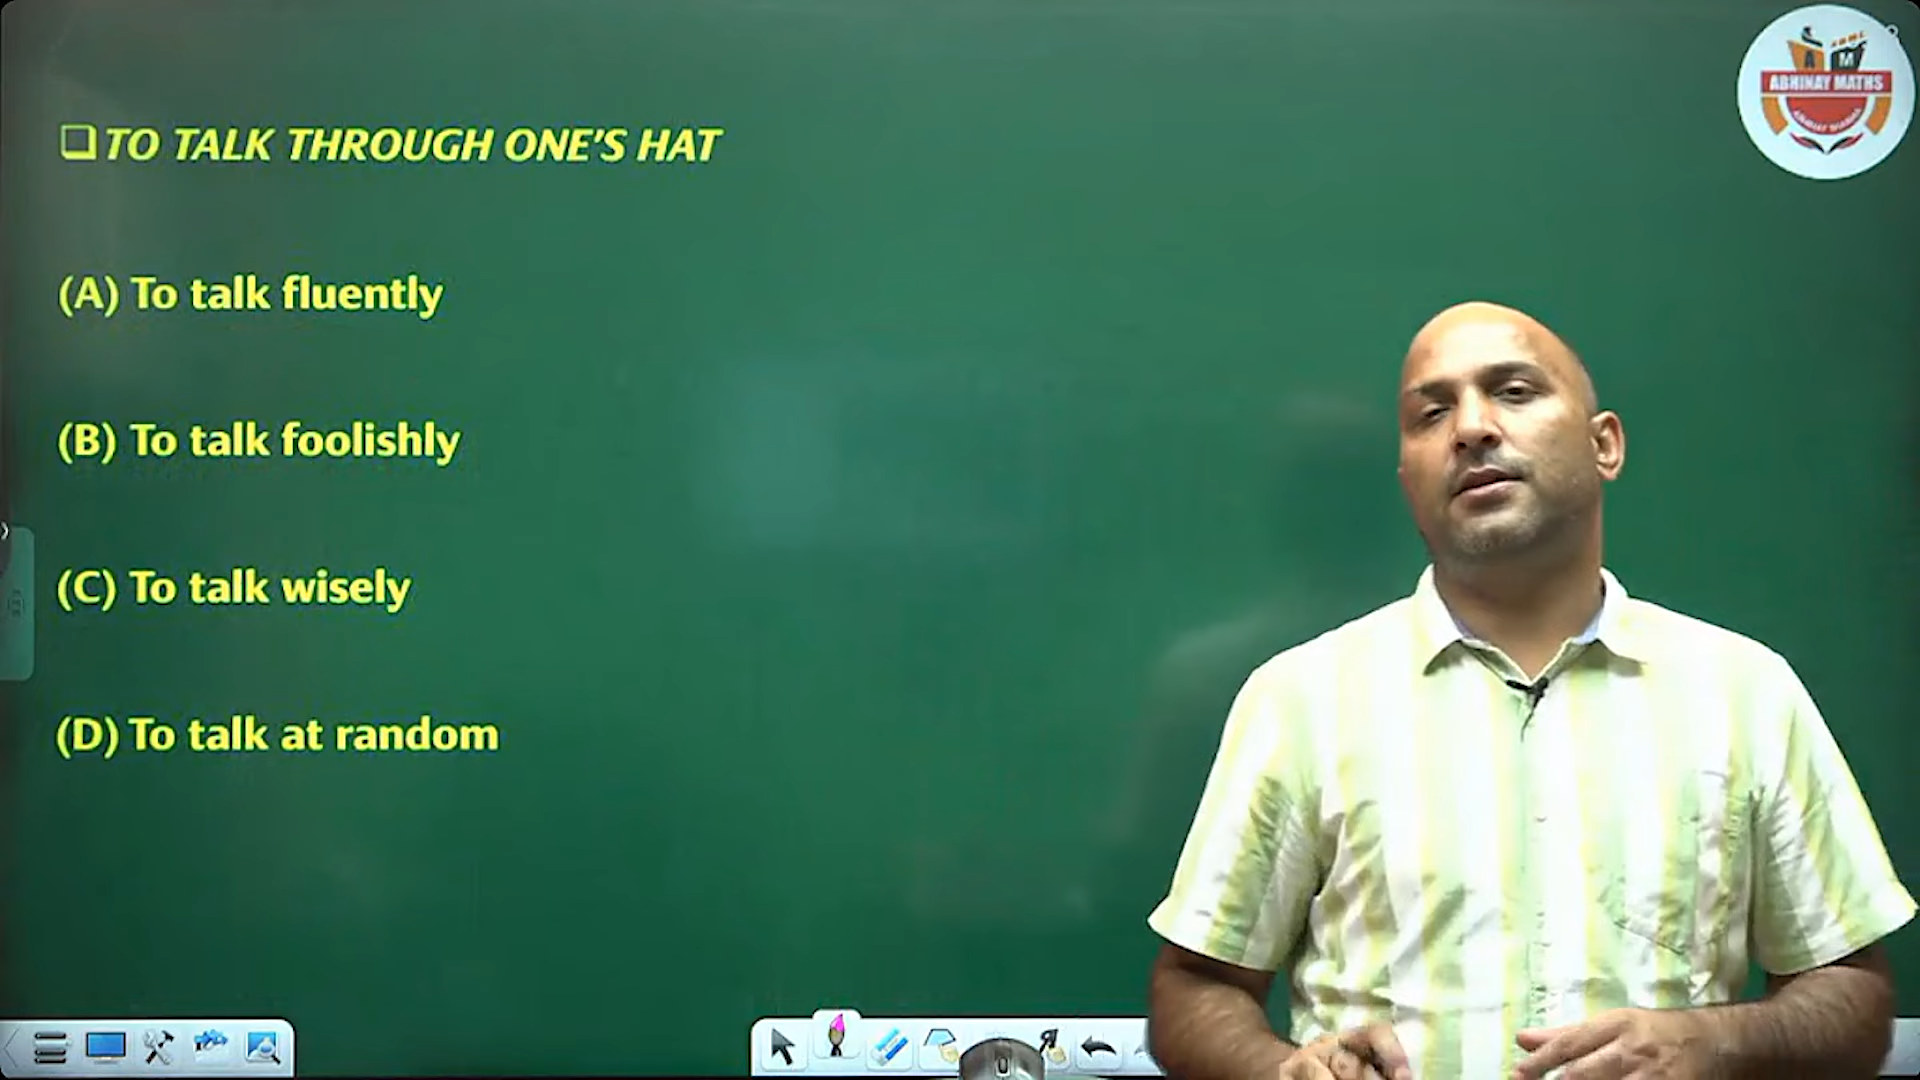 TO TALK THROUGH ONE'S HAT
(A) To talk fluently
(B) To talk foolishly
(C) To talk wisely
(D) To talk at random
A M
ABHINAY MATHS